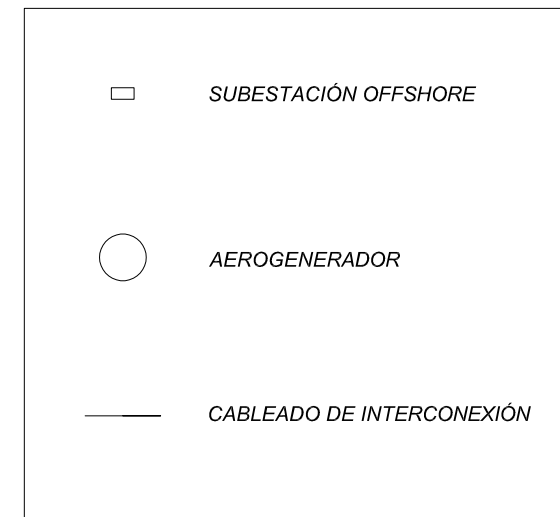 SUBESTACIÓN OFFSHORE
AEROGENERADOR
CABLEADO DE INTERCONEXIÓN